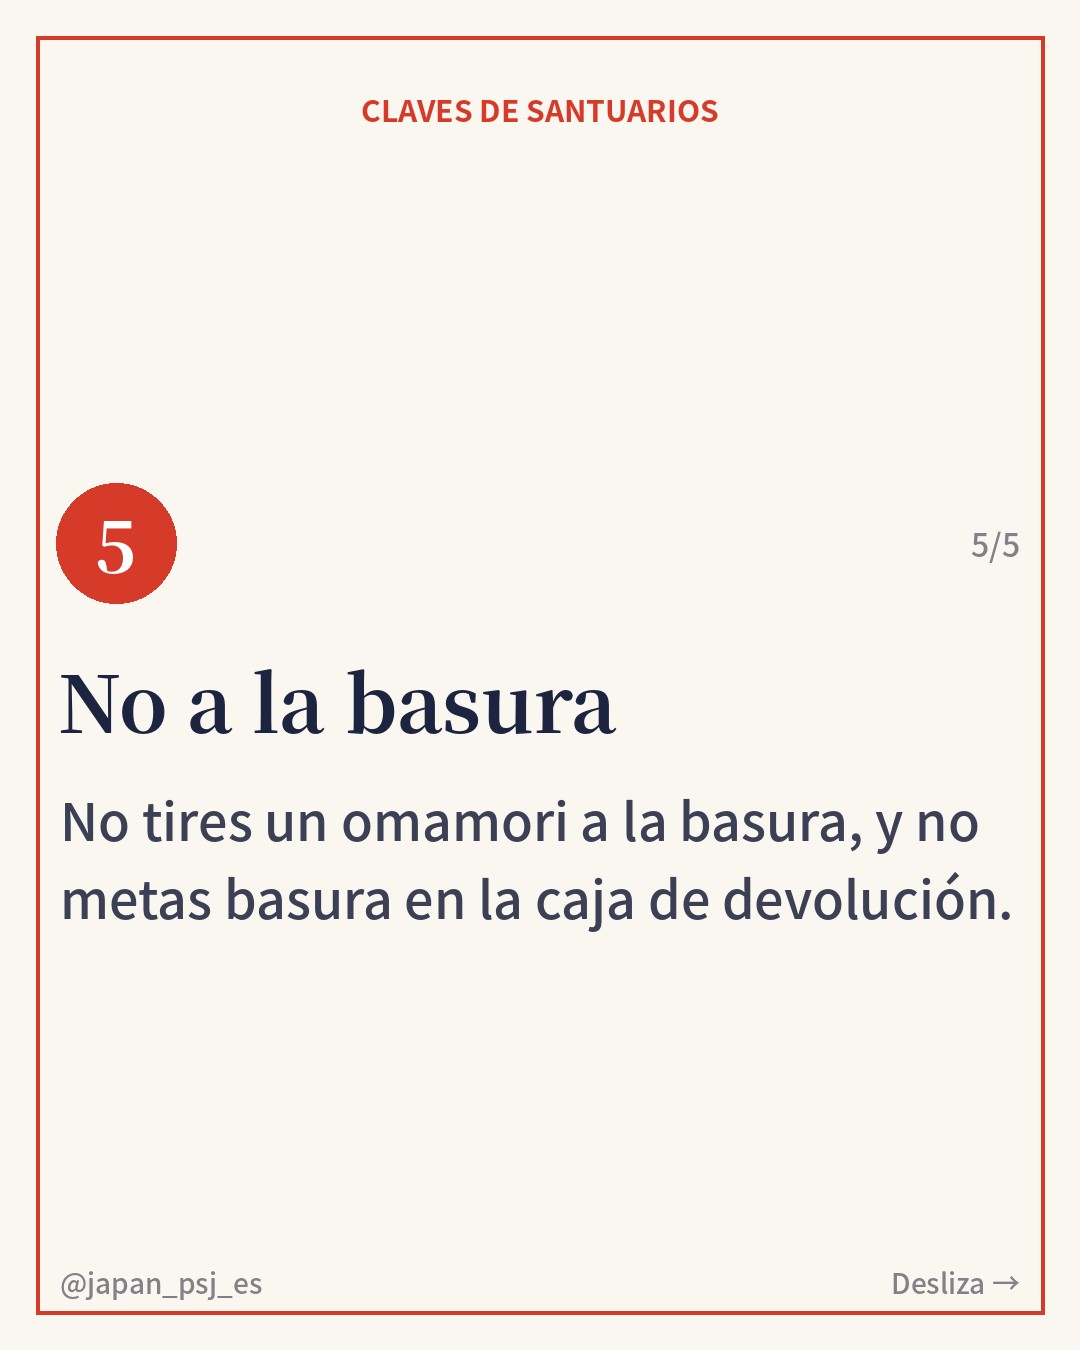 CLAVES DE SANTUARIOS
5
5/5
No a la basura
No tires un omamori a la basura, y no
metas basura en la caja de devolución.
@japan_psj_es
Desliza →